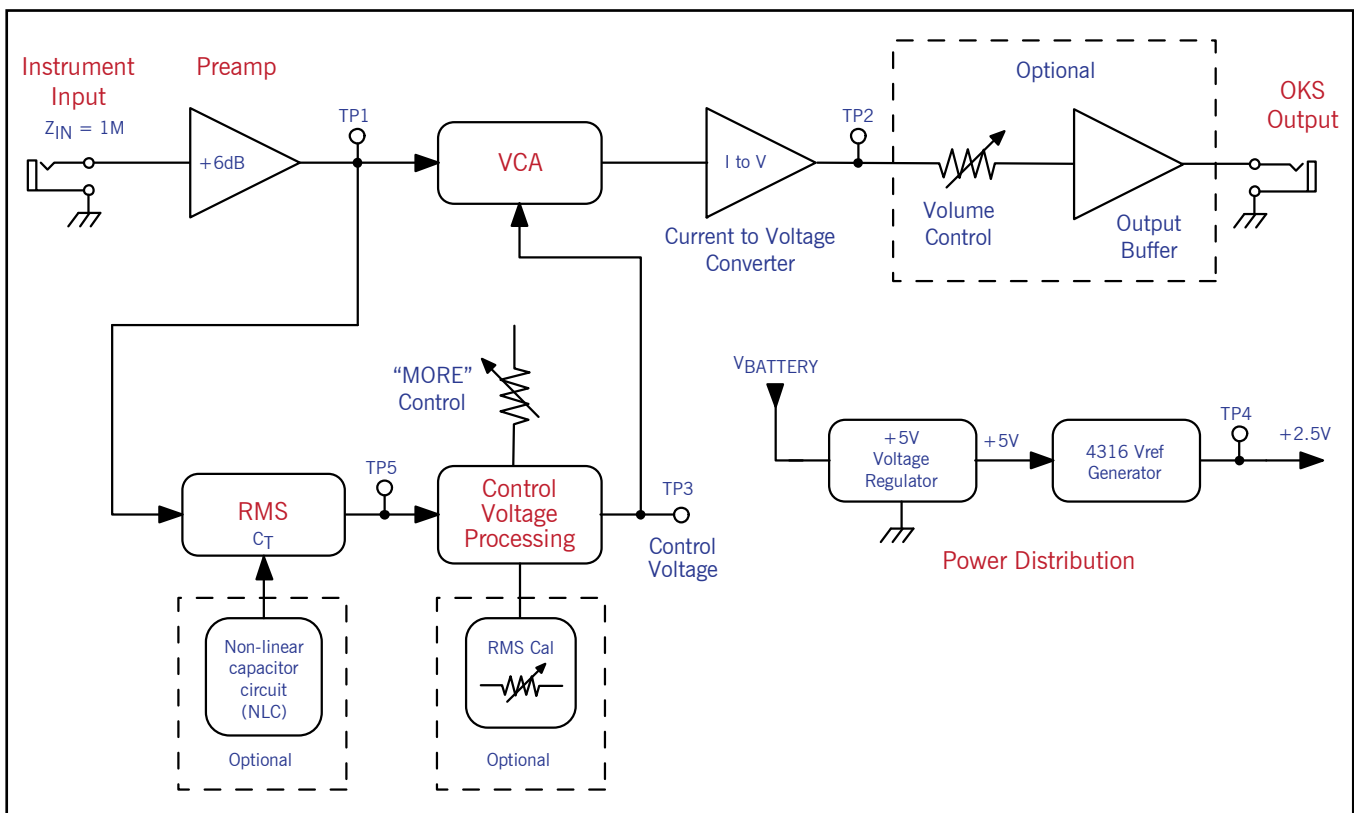 Instrument
Input
ZIN = 1M
Preamp
+6dB
TP1
VCA
I to V
Current to Voltage
Converter
TP2
Optional
Volume
Control
Output
Buffer
OKS
Output
“MORE”
Control
RMS
CT
TP5
Control
Voltage
Processing
TP3
Control
Voltage
Non-linear
capacitor
circuit
(NLC)
Optional
RMS Cal
Optional
VBATTERY
+5V
Voltage
Regulator
+5V
4316 Vref
Generator
TP4
+2.5V
Power Distribution